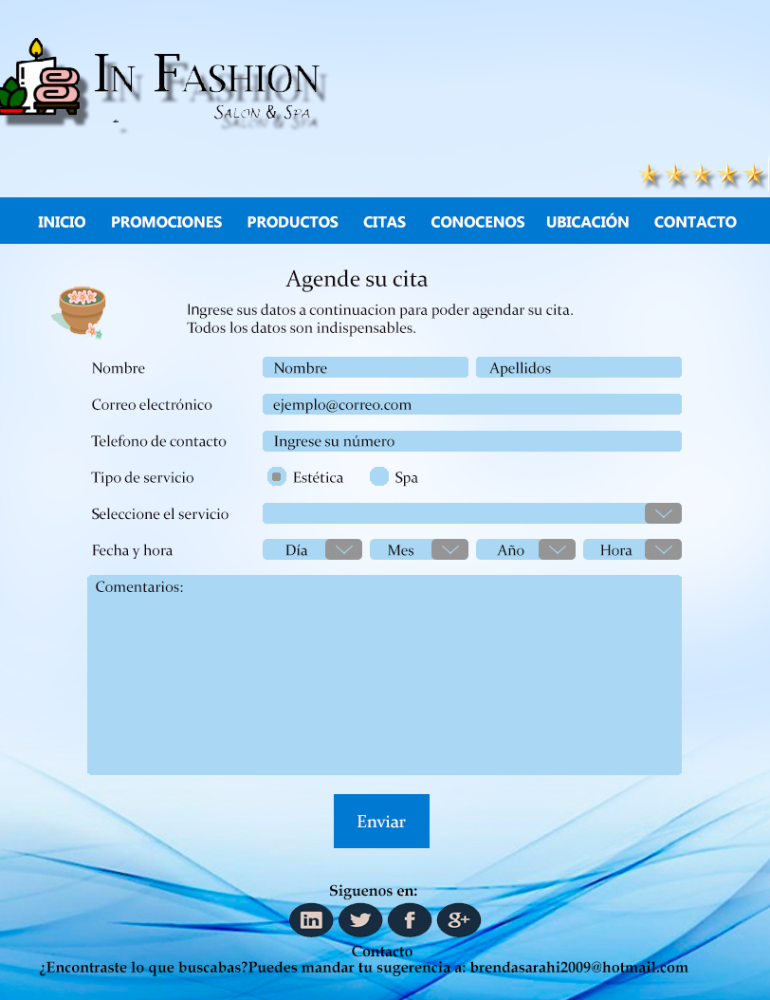 In Fashion
Salon & Spa
INICIO PROMOCIONES PRODUCTOS CITAS CONOCENOS UBICACIÓN CONTACTO
Agende su cita
Ingrese sus datos a continuacion para poder agendar su cita.
Todos los datos son indispensables.
Nombre Nombre Apellidos
Correo electrónico ejemplo@correo.com
Telefono de contacto Ingrese su número
Tipo de servicio Estética Spa
Seleccione el servicio
Fecha y hora Día Mes Año Hora
Comentarios:
Enviar
Siguenos en:
in f g+
Contacto
¿Encontraste lo que buscabas?Puedes mandar tu sugerencia a: brendasarahi2009@hotmail.com